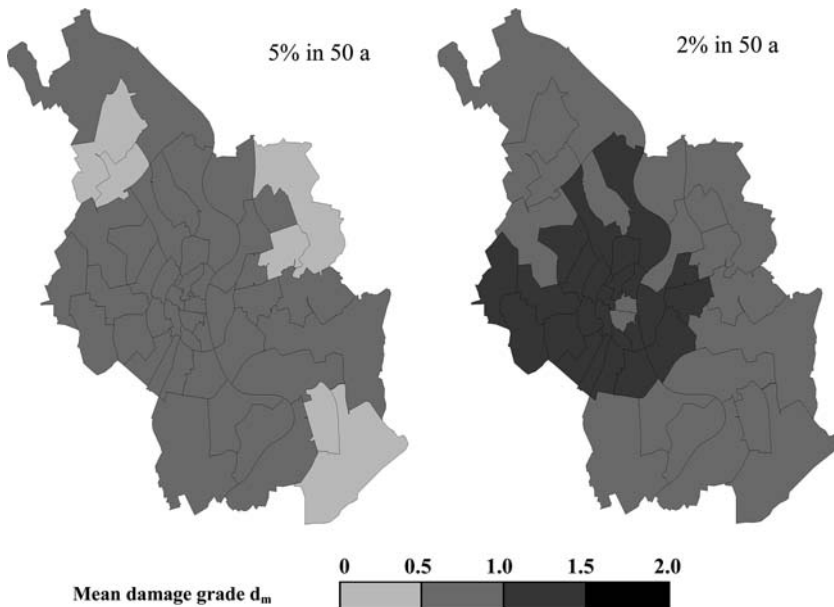 5% in 50 a
2% in 50 a
0 0.5 1.0 1.5 2.0
Mean damage grade dₘ